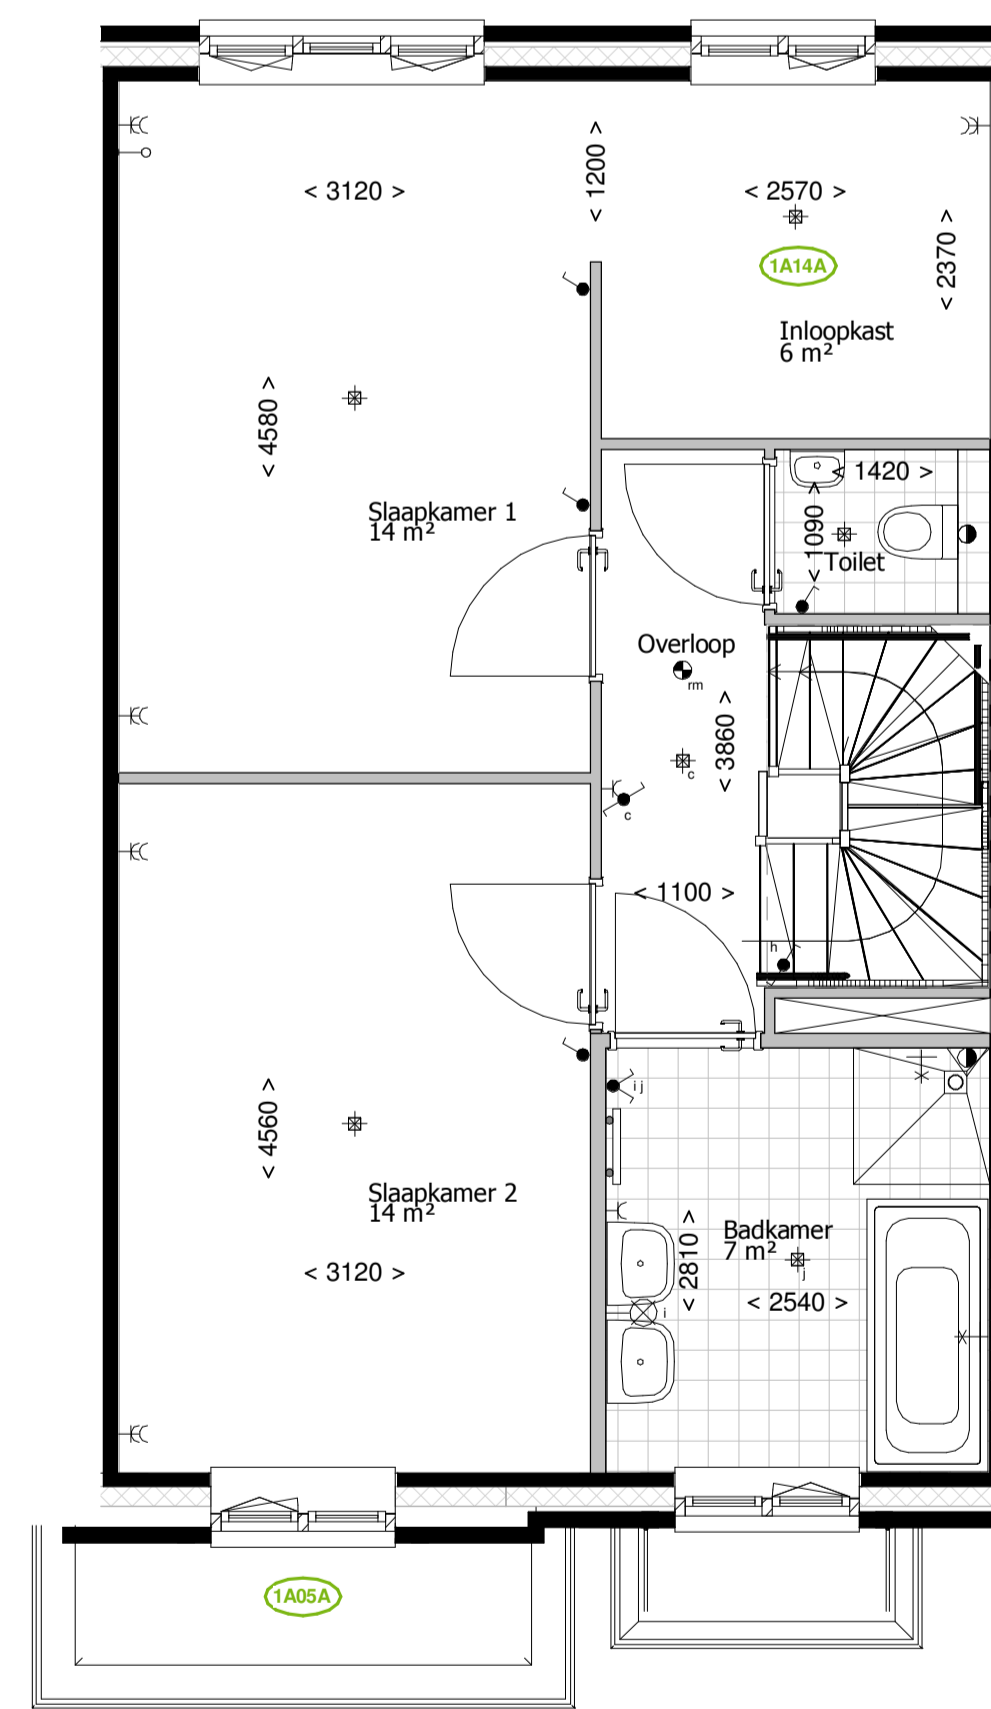 < 3120 >
< 1200 >
< 2570 >
< 2370 >
1A14A
Inloopkast
6 m²
< 4580 >
Slaapkamer 1
14 m²
< 1420 >
< 1090 >
Toilet
Overloop
rm
< 3860 >
c
c
< 1100 >
h
i j
< 4560 >
Slaapkamer 2
14 m²
< 3120 >
< 2810 >
Badkamer
7 m²
j
< 2540 >
i
1A05A